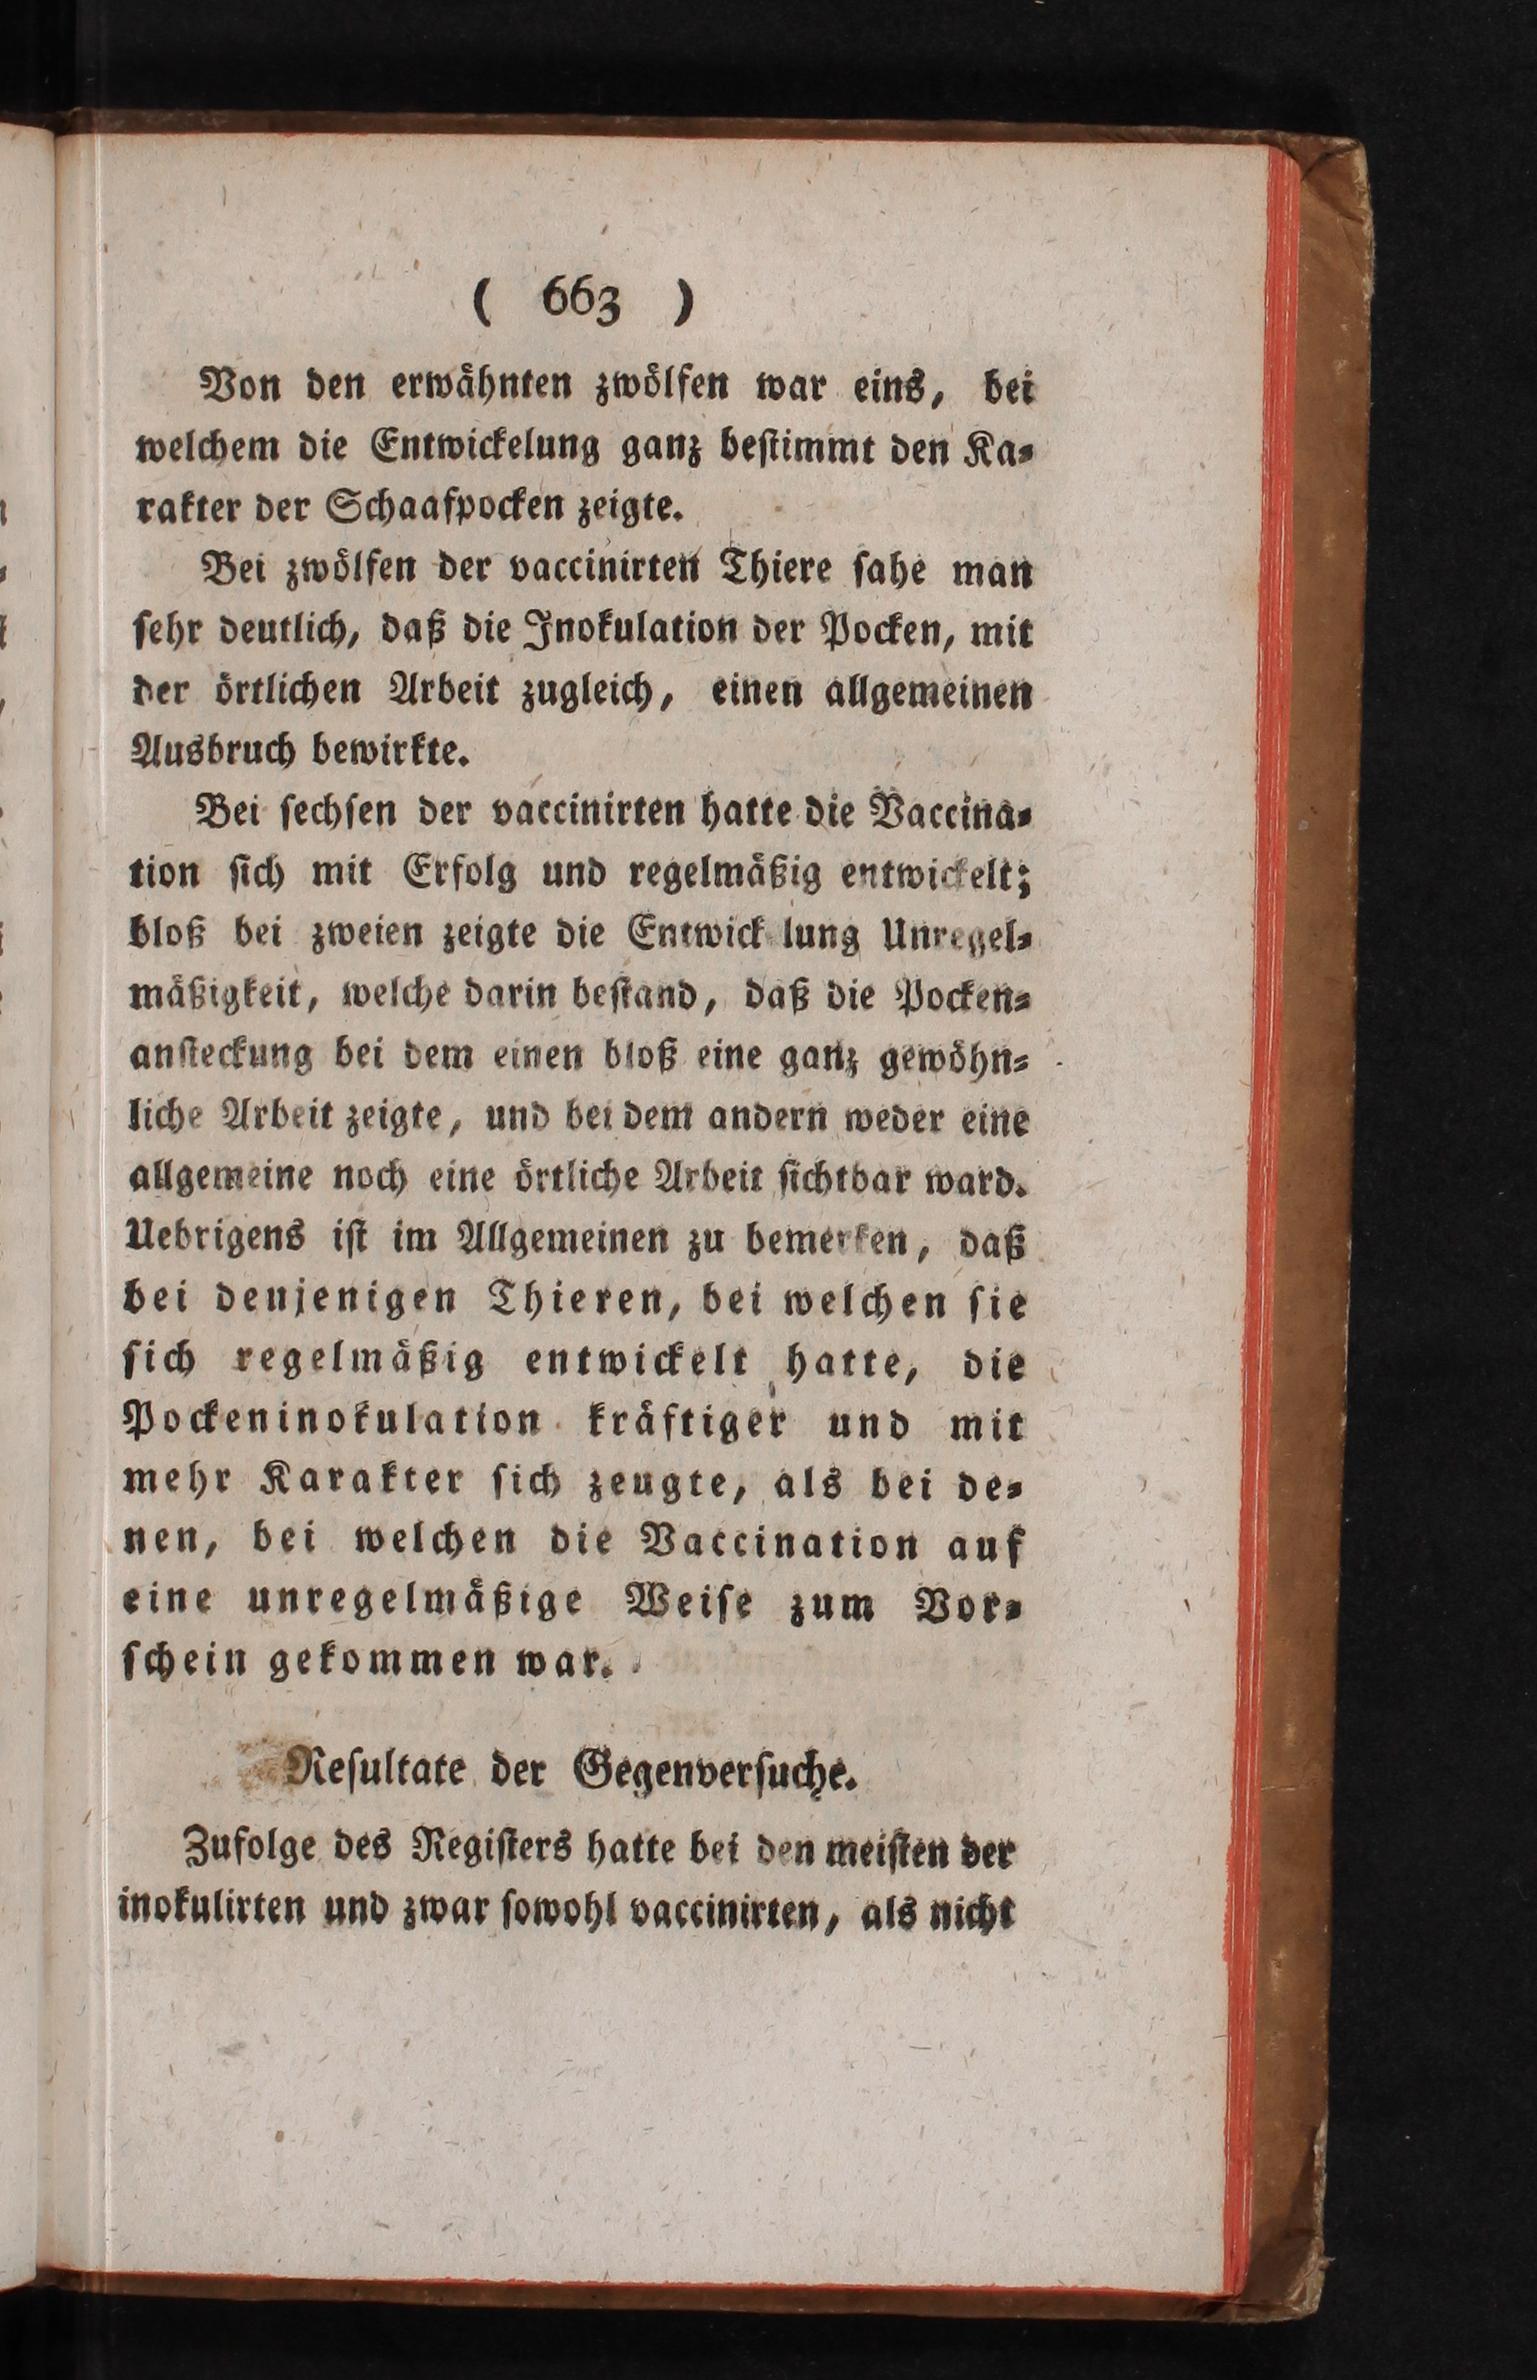 ( 663 )
Von den erwähnten zwölfen war eins, bei
welchem die Entwickelung ganz beſtimmt den Ka⸗
rakter der Schaafpocken zeigte.
Bei zwölfen der vaccinirten Thiere ſahe man
ſehr deutlich, daß die Inokulation der Pocken, mit
der örtlichen Arbeit zugleich, einen allgemeinen
Ausbruch bewirkte.
Bei ſechſen der vaccinirten hatte die Vaccina⸗
tion ſich mit Erfolg und regelmäßig entwickelt;
bloß bei zweien zeigte die Entwick lung Unregel⸗
mäßigkeit, welche darin beſtand, daß die Pocken⸗
anſteckung bei dem einen bloß eine ganz gewöhn⸗
liche Arbeit zeigte, und bei dem andern weder eine
allgemeine noch eine örtliche Arbeit ſichtbar ward.
Uebrigens iſt im Allgemeinen zu bemerken, daß
bei denjenigen Thieren, bei welchen ſie
ſich regelmäßig entwickelt hatte, die
Pockeninokulation kräftiger und mit
mehr Karakter ſich zeugte, als bei de⸗
nen, bei welchen die Vaccination auf
eine unregelmäßige Weiſe zum Vor⸗
ſchein gekommen war.
Reſultate der Gegenverſuche.
Zufolge des Regiſters hatte bei den meiſten der
inokulirten und zwar ſowohl vaccinirten, als nicht